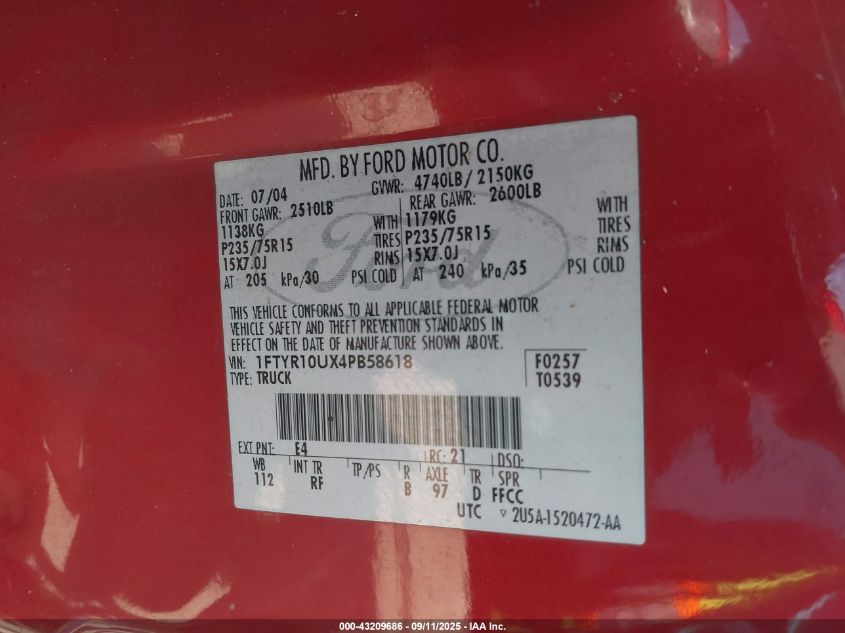 MFD. BY FORD MOTOR CO.
DATE: 07/04 GVWR: 4740LB / 2150KG
FRONT GAWR: 2510LB REAR GAWR: 2600LB
1138KG WITH 1179KG WITH
P235/75R15 TIRES P235/75R15 TIRES
15X7.0J RIMS 15X7.0J RIMS
AT 205 kPa/30 PSI COLD AT 240 kPa/35 PSI COLD
Ford
THIS VEHICLE CONFORMS TO ALL APPLICABLE FEDERAL MOTOR
VEHICLE SAFETY AND THEFT PREVENTION STANDARDS IN
EFFECT ON THE DATE OF MANUFACTURE SHOWN ABOVE.
VIN: 1FTYR10UX4PB58618 F0257
TYPE: TRUCK T0539
EXT PNT: E4 RC: 21 DSO:
WB INT TR TP/PS R AXLE TR SPR
112 RF B 97 D FFCC
UTC ▽ 2U5A-1520472-AA
000-43209686 - 09/11/2025 - IAA Inc.